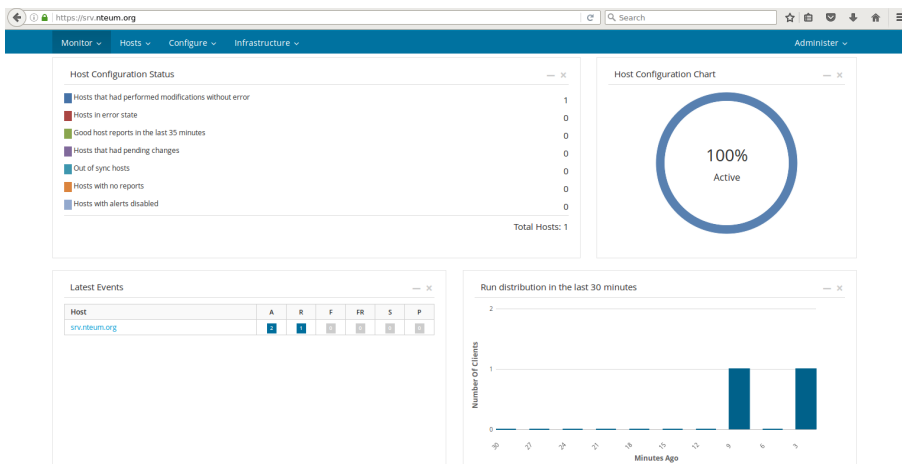 https://srv.nteum.org
Search
Monitor Hosts Configure Infrastructure Administer
Host Configuration Status
Hosts that had performed modifications without error 1
Hosts in error state 0
Good host reports in the last 35 minutes 0
Hosts that had pending changes 0
Out of sync hosts 0
Hosts with no reports 0
Hosts with alerts disabled 0
Total Hosts: 1
Host Configuration Chart
100%
Active
Latest Events
Host A R F FR S P
srv.nteum.org 2 1 0 0 0 0
Run distribution in the last 30 minutes
Number Of Clients
2
1
0
30 27 24 21 18 15 12 9 6 3
Minutes Ago